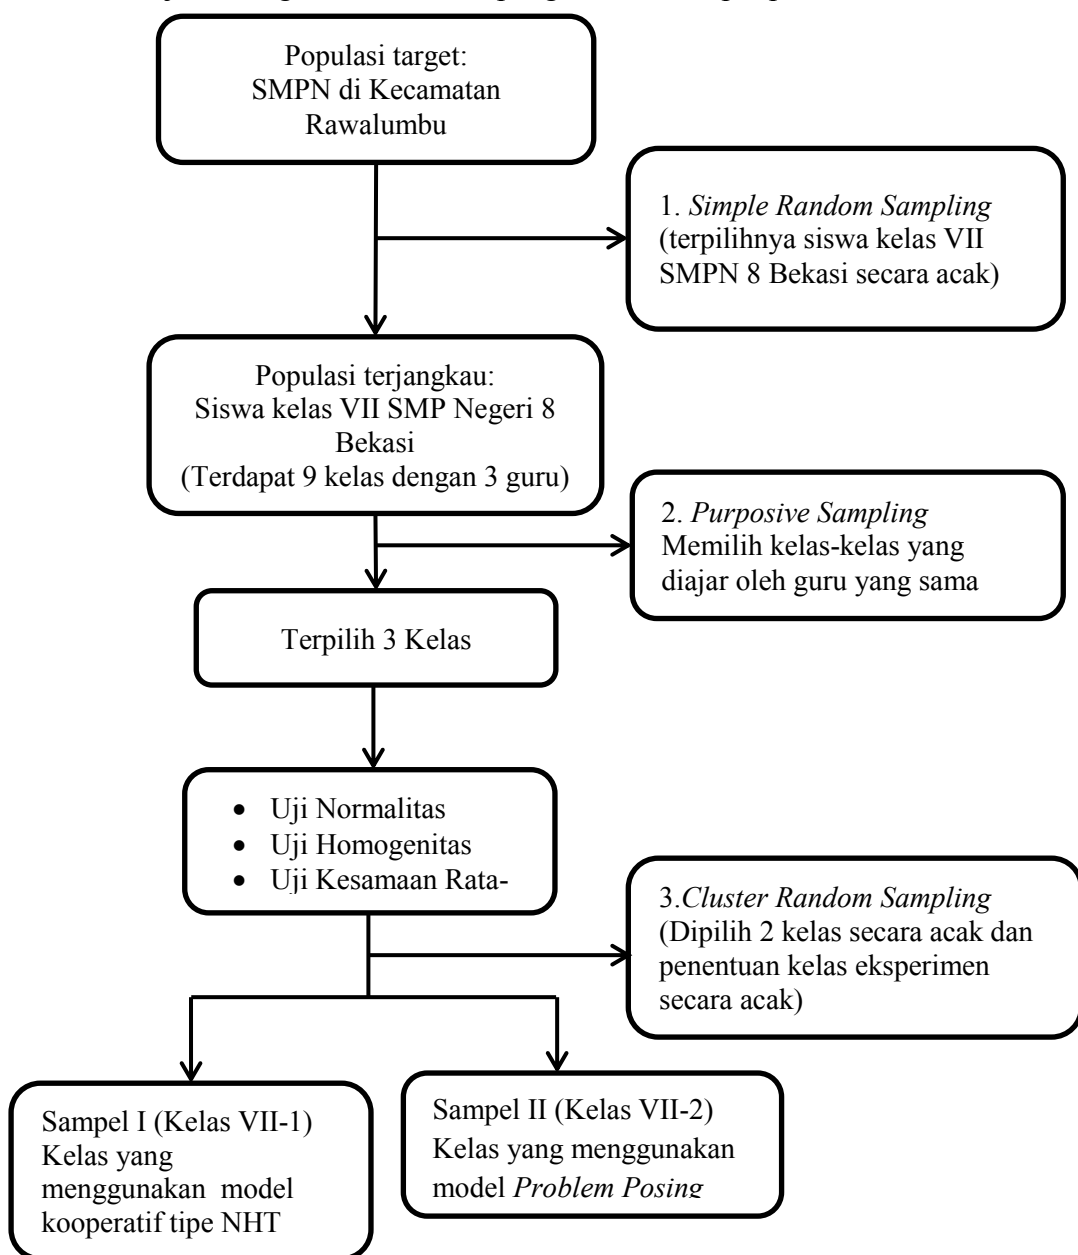 Populasi target:
SMPN di Kecamatan
Rawalumbu
1. Simple Random Sampling
(terpilihnya siswa kelas VII
SMPN 8 Bekasi secara acak)
Populasi terjangkau:
Siswa kelas VII SMP Negeri 8
Bekasi
(Terdapat 9 kelas dengan 3 guru)
2. Purposive Sampling
Memilih kelas-kelas yang
diajar oleh guru yang sama
Terpilih 3 Kelas
• Uji Normalitas
• Uji Homogenitas
• Uji Kesamaan Rata-
3.Cluster Random Sampling
(Dipilih 2 kelas secara acak dan
penentuan kelas eksperimen
secara acak)
Sampel I (Kelas VII-1)
Kelas yang
menggunakan model
kooperatif tipe NHT
Sampel II (Kelas VII-2)
Kelas yang menggunakan
model Problem Posing